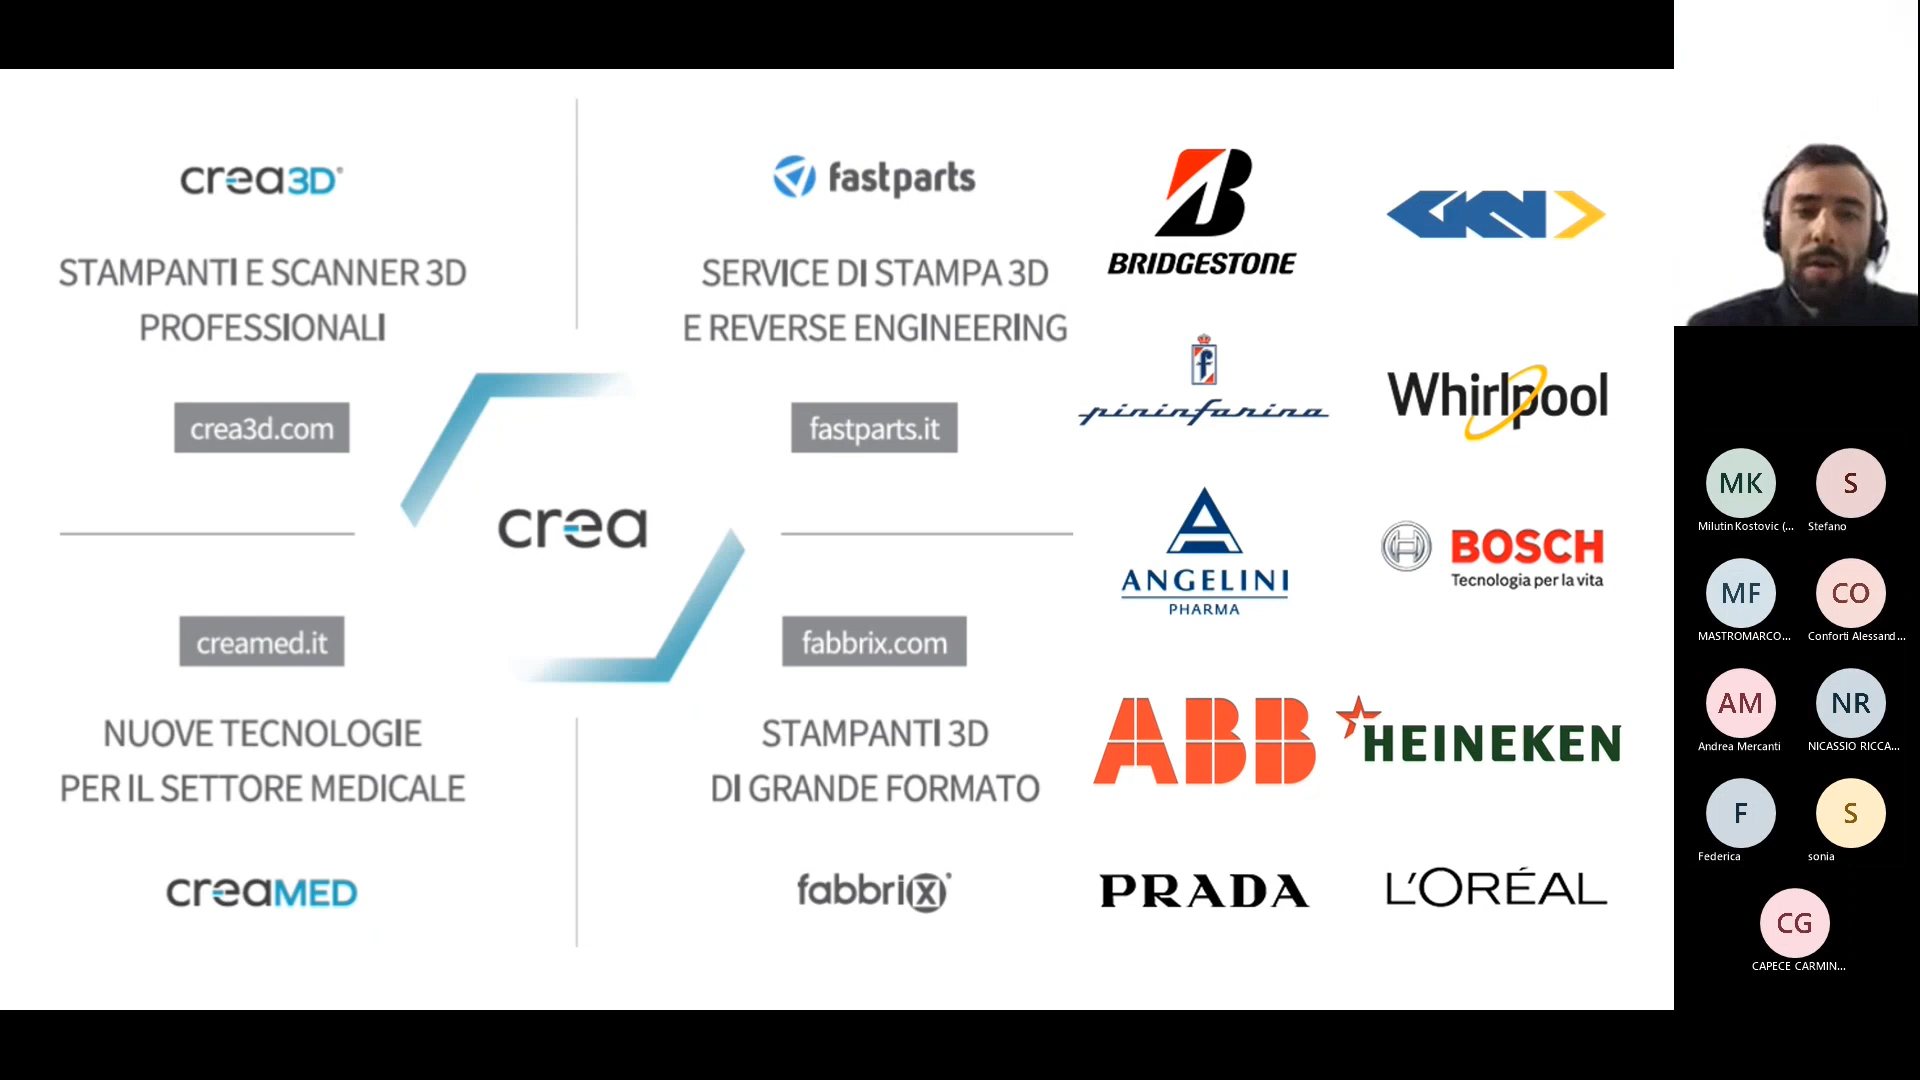 crea3D
STAMPANTI E SCANNER 3D
PROFESSIONALI
crea3d.com
fastparts
SERVICE DI STAMPA 3D
E REVERSE ENGINEERING
fastparts.it
crea
creamed.it
NUOVE TECNOLOGIE
PER IL SETTORE MEDICALE
creaMED
fabbrix.com
STAMPANTI 3D
DI GRANDE FORMATO
fabbrix
BRIDGESTONE
GKN
pininfarina
Whirlpool
ANGELINI
PHARMA
BOSCH
Tecnologia per la vita
ABB
HEINEKEN
PRADA
L'ORÉAL
MK
Milutin Kostovic (...
S
Stefano
MF
MASTROMARCO...
CO
Conforti Alessand...
AM
Andrea Mercanti
NR
NICASSIO RICCA...
F
Federica
S
sonia
CG
CAPECE CARMIN...